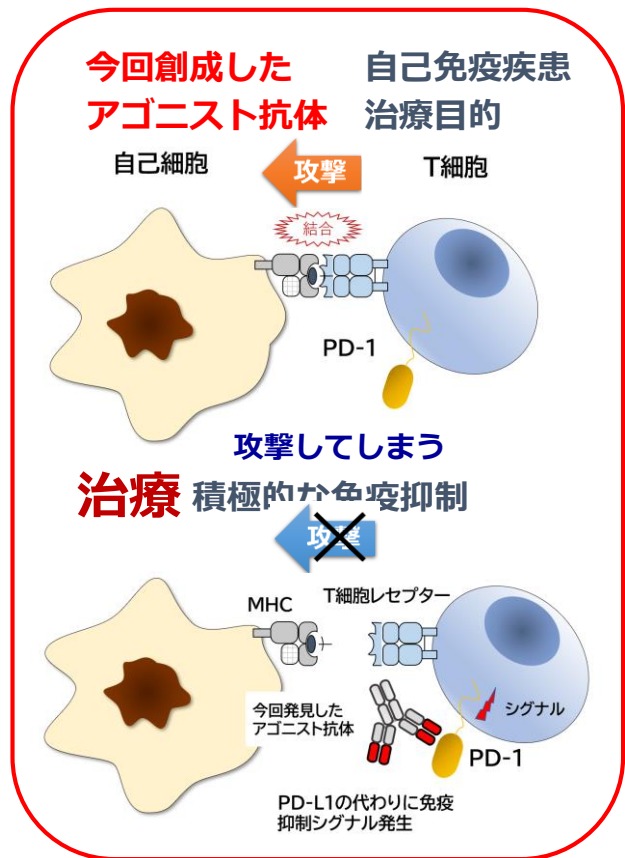 今回創成した
アゴニスト抗体
自己免疫疾患
治療目的
自己細胞
攻撃
T細胞
結合
PD-1
攻撃してしまう
治療 積極的な免疫抑制
攻撃
MHC
T細胞レセプター
今回発見した
アゴニスト抗体
シグナル
PD-1
PD-L1の代わりに免疫
抑制シグナル発生